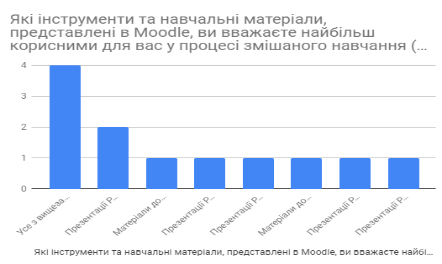 Які інструменти та навчальні матеріали,
представлені в Moodle, ви вважаєте найбільш
корисними для вас у процесі змішаного навчання (…
4
3
2
1
0
Усе з вищеза…
Презентації P…
Матеріали до…
Презентації P…
Презентації P…
Матеріали до…
Презентації P…
Презентації P…
Які інструменти та навчальні матеріали, представлені в Moodle, ви вважаєте найбі…